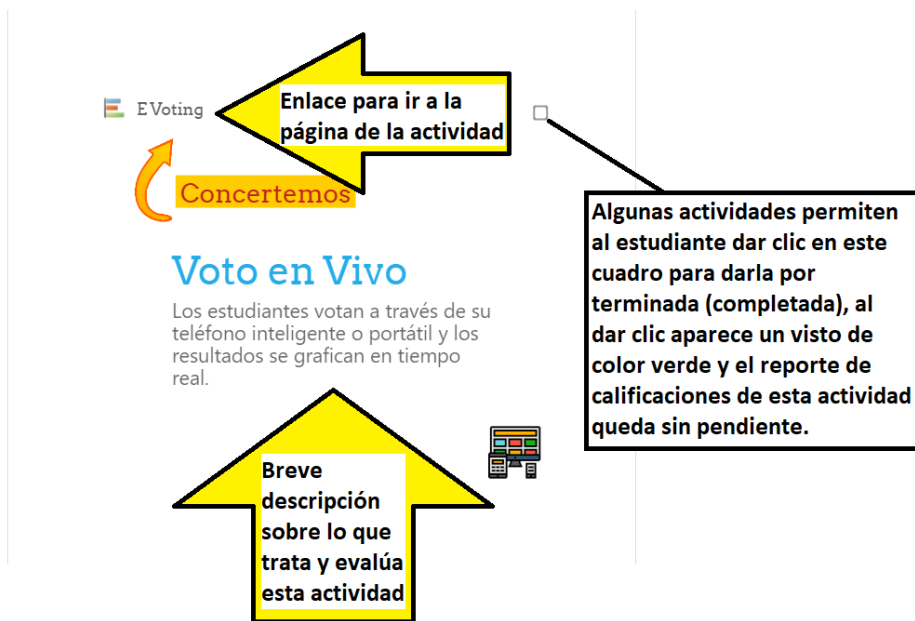 E Voting
Enlace para ir a la
página de la actividad
Concertemos
Algunas actividades permiten
al estudiante dar clic en este
cuadro para darla por
terminada (completada), al
dar clic aparece un visto de
color verde y el reporte de
calificaciones de esta actividad
queda sin pendiente.
Voto en Vivo
Los estudiantes votan a través de su
teléfono inteligente o portátil y los
resultados se grafican en tiempo
real.
Breve
descripción
sobre lo que
trata y evalúa
esta actividad